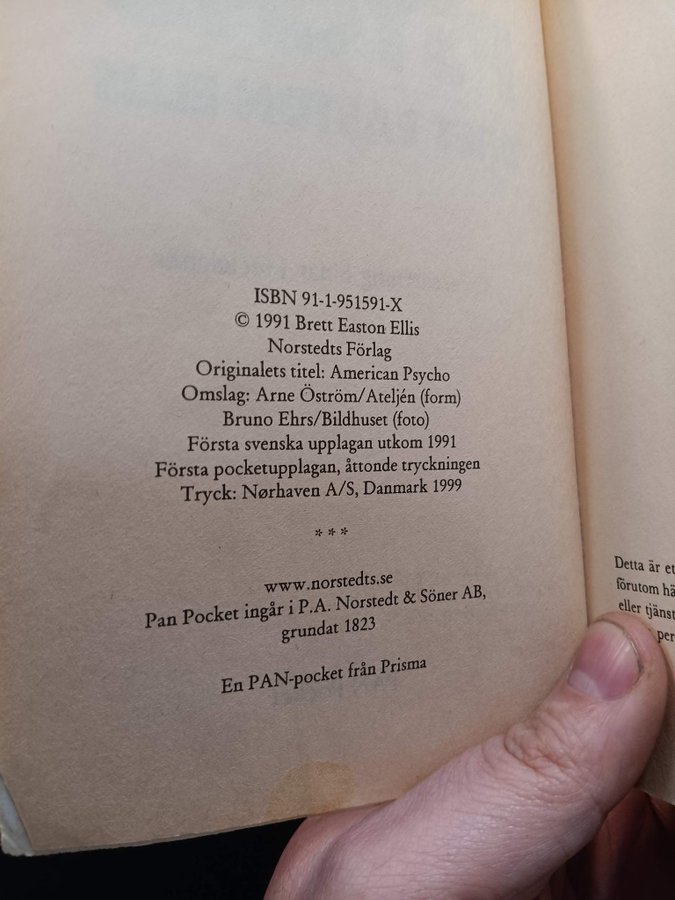 ISBN 91-1-951591-X
© 1991 Brett Easton Ellis
Norstedts Förlag
Originalets titel: American Psycho
Omslag: Arne Öström/Ateljén (form)
Bruno Ehrs/Bildhuset (foto)
Första svenska upplagan utkom 1991
Första pocketupplagan, åttonde tryckningen
Tryck: Nørhaven A/S, Danmark 1999
***
www.norstedts.se
Pan Pocket ingår i P.A. Norstedt & Söner AB,
grundat 1823
En PAN-pocket från Prisma
Detta är et
förutom hä
eller tjänst
per